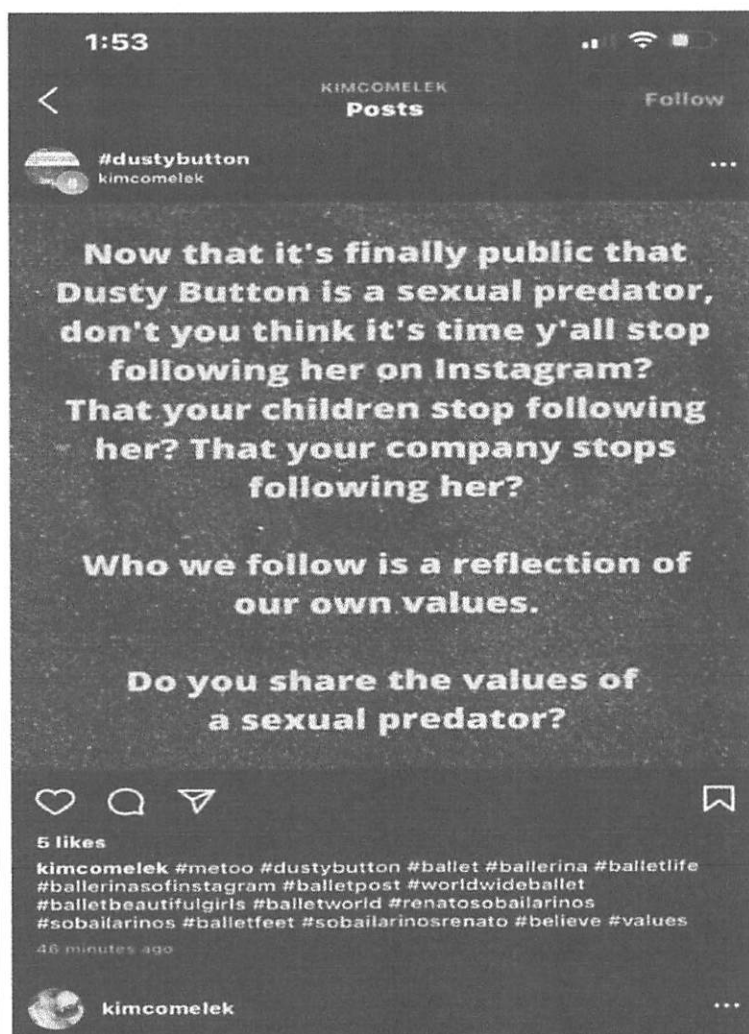 1:53
KIMCOMELEK
Posts
Follow
#dustybutton
kimcomelek
Now that it's finally public that
Dusty Button is a sexual predator,
don't you think it's time y'all stop
following her on Instagram?
That your children stop following
her? That your company stops
following her?
Who we follow is a reflection of
our own values.
Do you share the values of
a sexual predator?
5 likes
kimcomelek #metoo #dustybutton #ballet #ballerina #balletlife
#ballerinasofinstagram #balletpost #worldwideballet
#balletbeautifulgirls #balletworld #renatosobailarinos
#sobailarinos #balletfeet #sobailarinosrenato #believe #values
46 minutes ago
kimcomelek